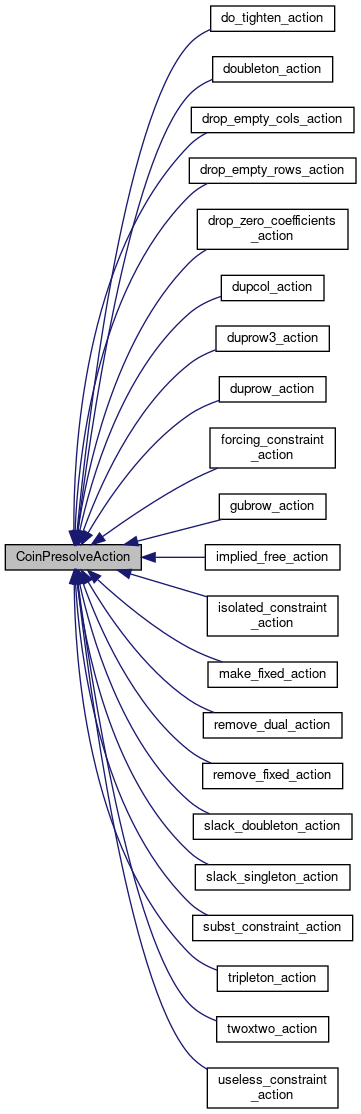 do_tighten_action
doubleton_action
drop_empty_cols_action
drop_empty_rows_action
drop_zero_coefficients
_action
dupcol_action
duprow3_action
duprow_action
forcing_constraint
_action
gubrow_action
CoinPresolveAction
implied_free_action
isolated_constraint
_action
make_fixed_action
remove_dual_action
remove_fixed_action
slack_doubleton_action
slack_singleton_action
subst_constraint_action
tripleton_action
twoxtwo_action
useless_constraint
_action